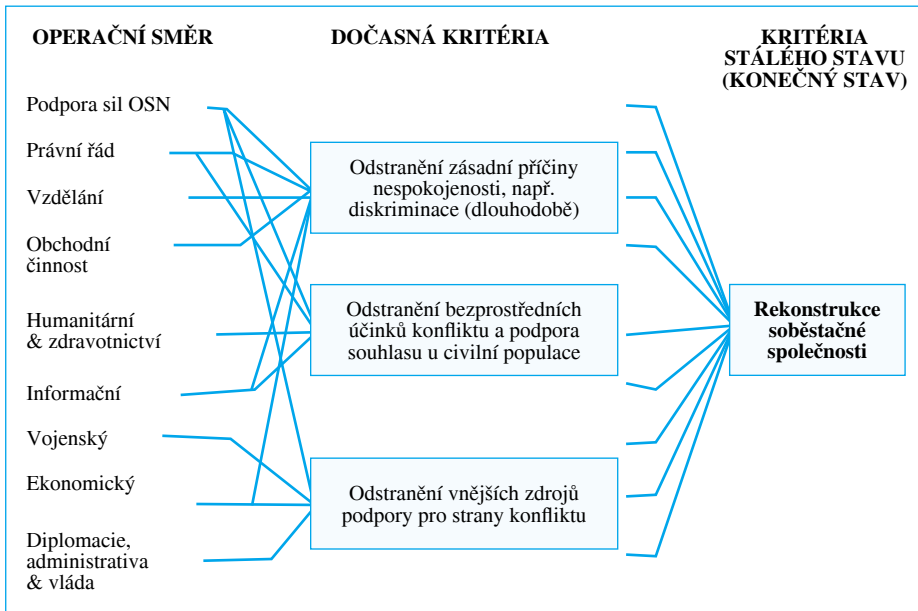 OPERAČNÍ SMĚR
DOČASNÁ KRITÉRIA
KRITÉRIA
STÁLÉHO STAVU
(KONEČNÝ STAV)
Podpora sil OSN
Právní řád
Vzdělání
Obchodní
činnost
Humanitární
& zdravotnictví
Informační
Vojenský
Ekonomický
Diplomacie,
administrativa
& vláda
Odstranění zásadní příčiny
nespokojenosti, např.
diskriminace (dlouhodobě)
Odstranění bezprostředních
účinků konfliktu a podpora
souhlasu u civilní populace
Odstranění vnějších zdrojů
podpory pro strany konfliktu
Rekonstrukce
soběstačné
společnosti